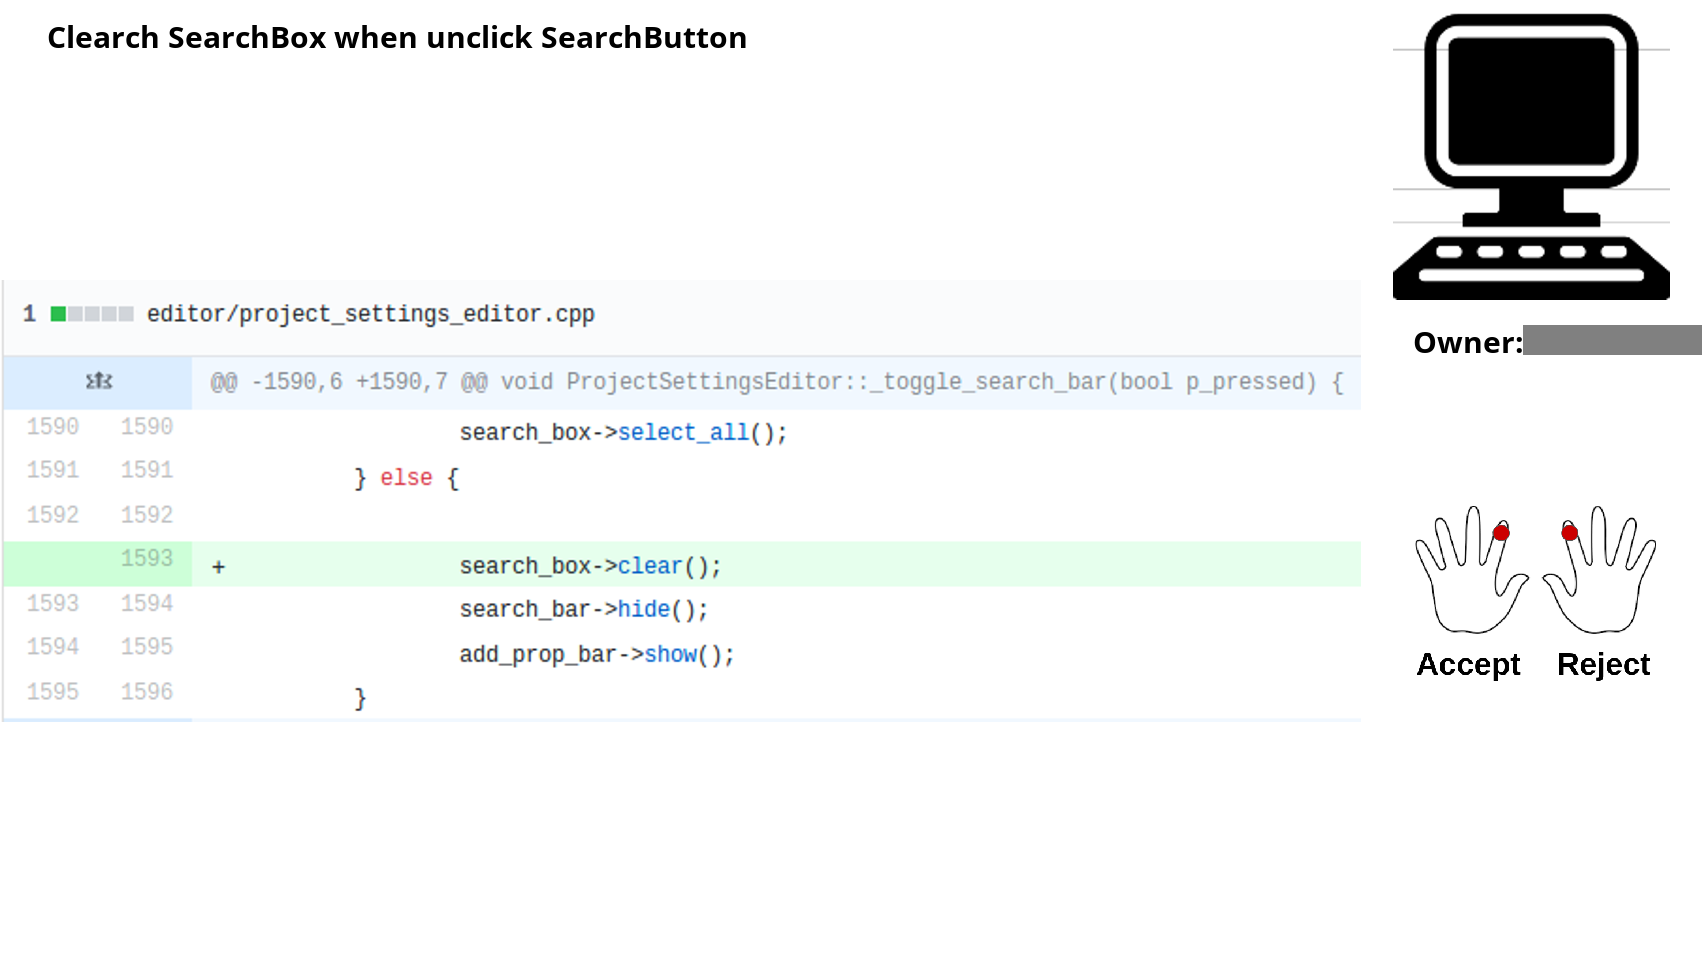 Clearch SearchBox when unclick SearchButton
1 editor/project_settings_editor.cpp
@@ -1590,6 +1590,7 @@ void ProjectSettingsEditor::_toggle_search_bar(bool p_pressed) {
1590 1590 search_box->select_all();
1591 1591 } else {
1592 1592
1593 + search_box->clear();
1593 1594 search_bar->hide();
1594 1595 add_prop_bar->show();
1595 1596 }
Owner:
Accept Reject